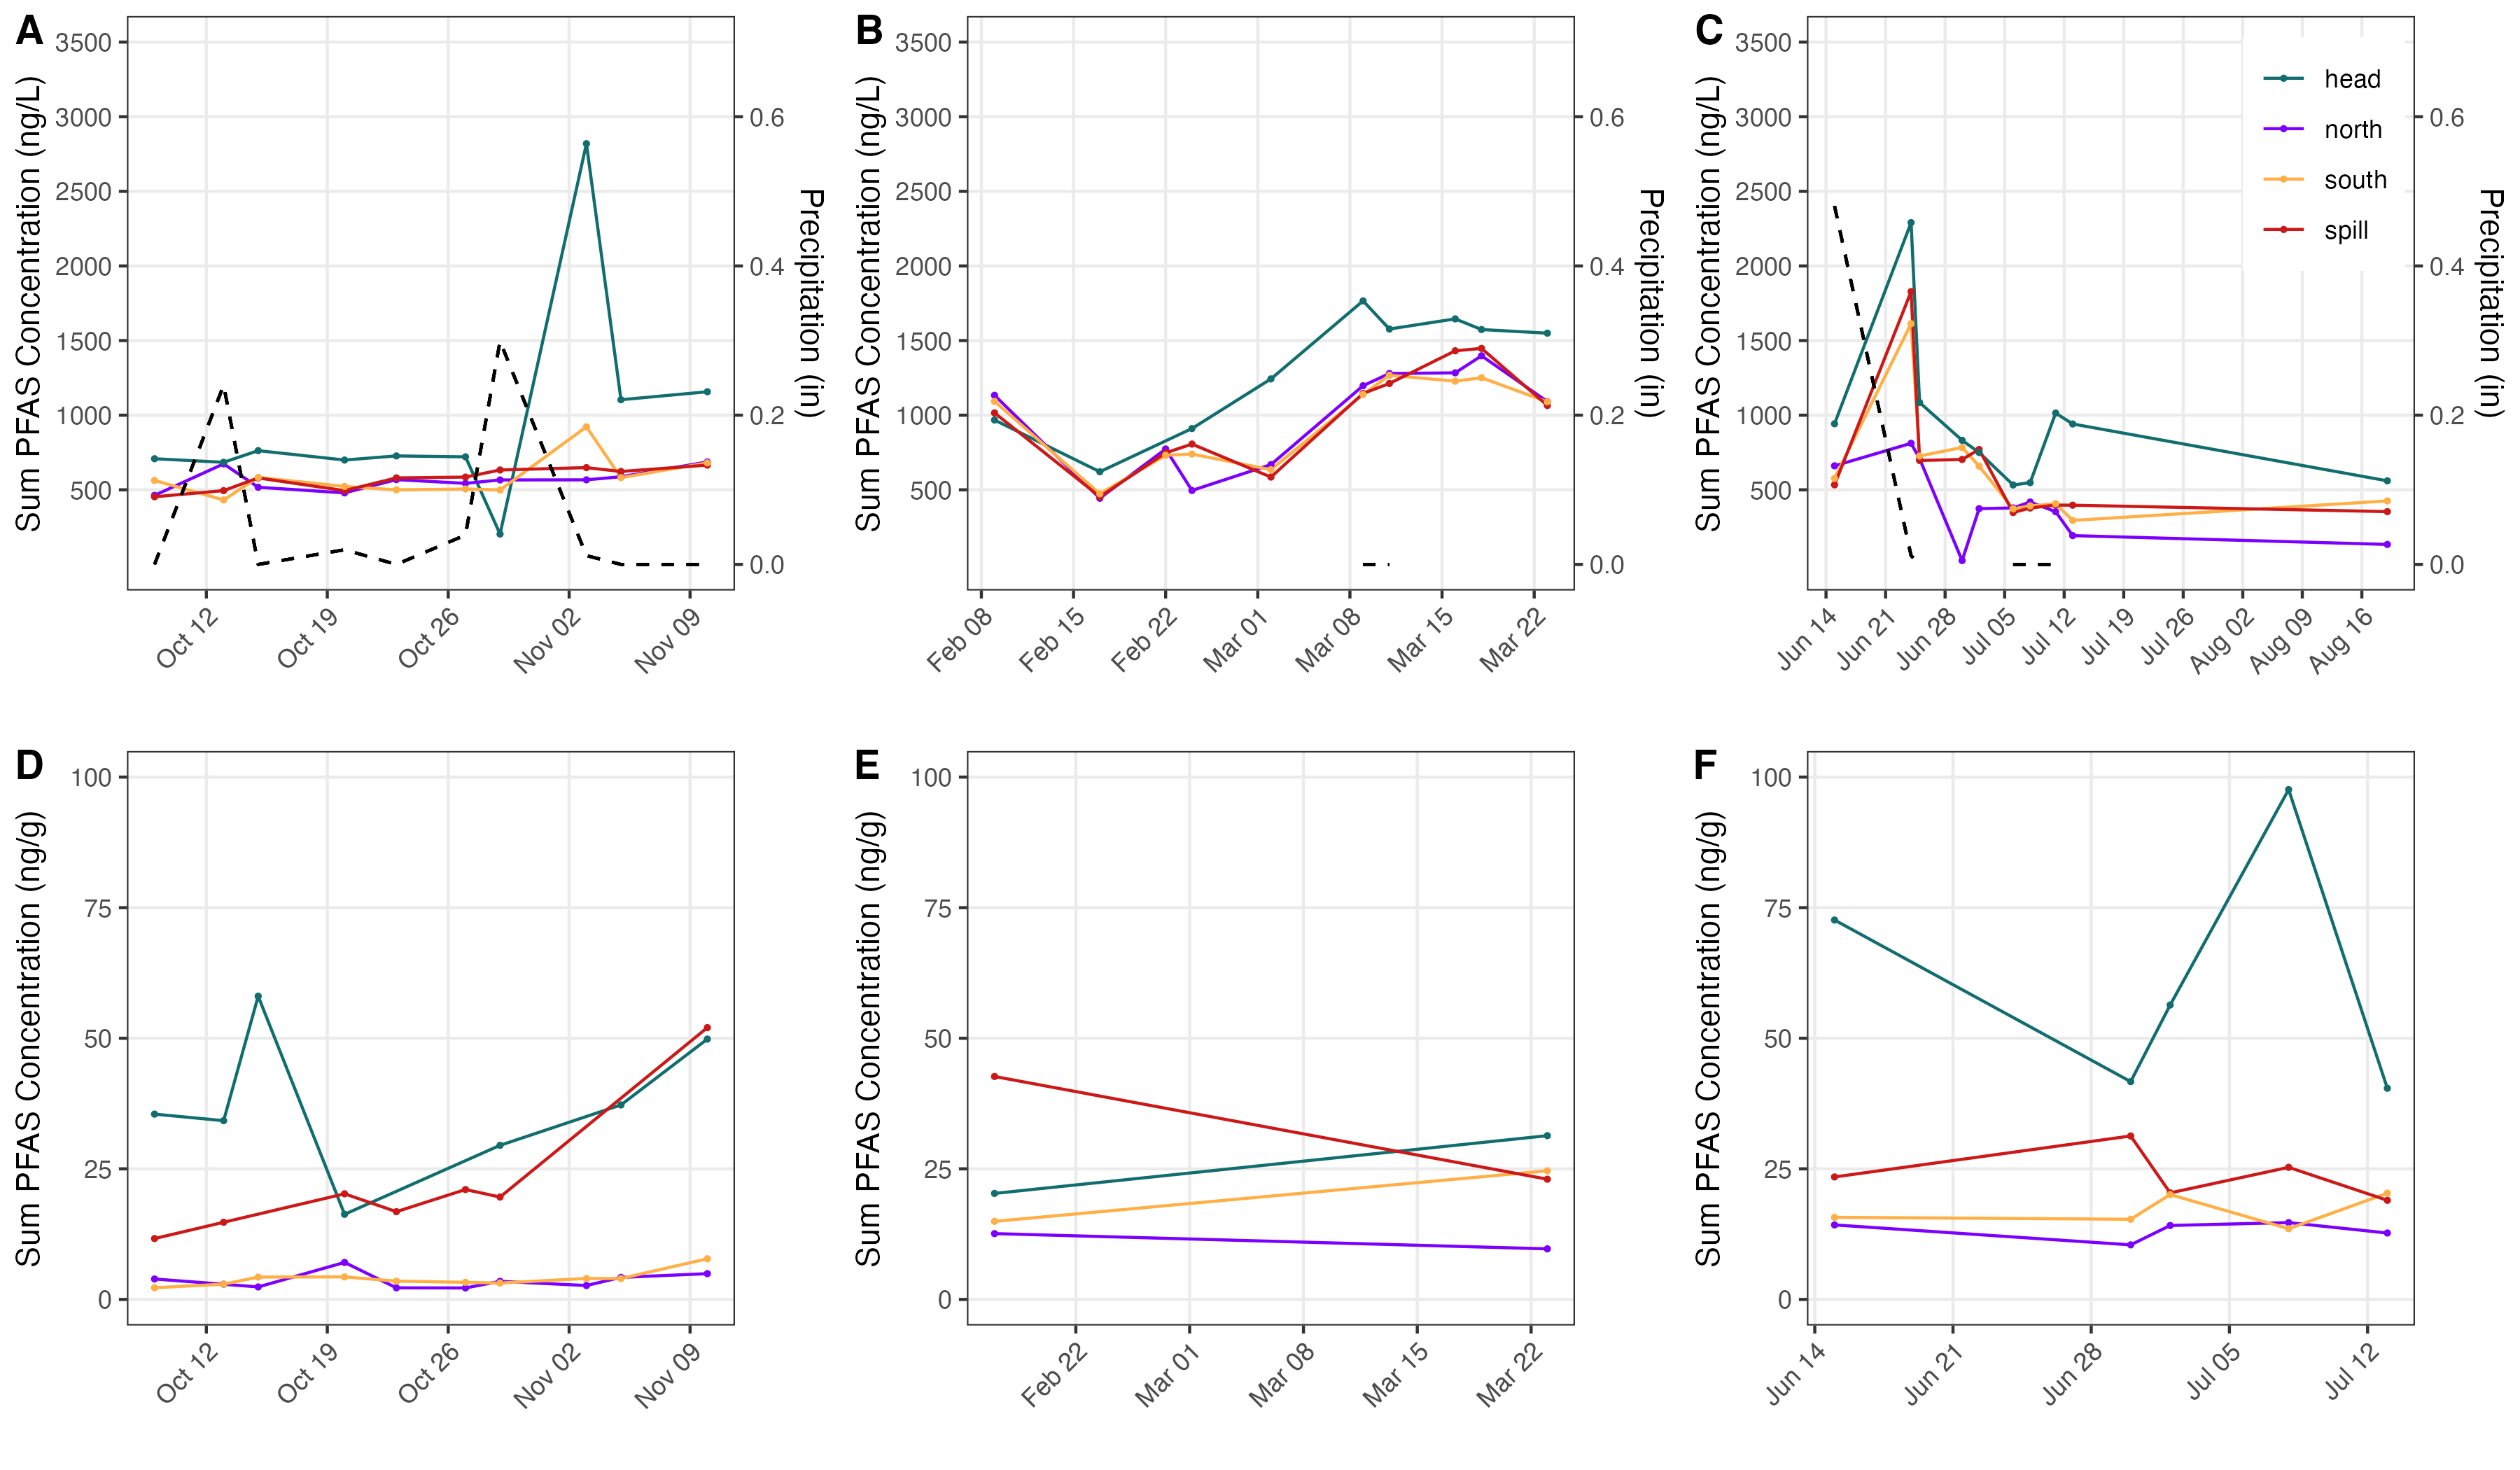 A
Sum PFAS Concentration (ng/L)
3500
3000
2500
2000
1500
1000
500
0.6
0.4
0.2
0.0
Precipitation (in)
Oct 12
Oct 19
Oct 26
Nov 02
Nov 09
B
Sum PFAS Concentration (ng/L)
3500
3000
2500
2000
1500
1000
500
0.6
0.4
0.2
0.0
Precipitation (in)
Feb 08
Feb 15
Feb 22
Mar 01
Mar 08
Mar 15
Mar 22
C
Sum PFAS Concentration (ng/L)
3500
3000
2500
2000
1500
1000
500
head
north
south
spill
0.6
0.4
0.2
0.0
Precipitation (in)
Jun 14
Jun 21
Jun 28
Jul 05
Jul 12
Jul 19
Jul 26
Aug 02
Aug 09
Aug 16
D
Sum PFAS Concentration (ng/g)
100
75
50
25
0
Oct 12
Oct 19
Oct 26
Nov 02
Nov 09
E
Sum PFAS Concentration (ng/g)
100
75
50
25
0
Feb 22
Mar 01
Mar 08
Mar 15
Mar 22
F
Sum PFAS Concentration (ng/g)
100
75
50
25
0
Jun 14
Jun 21
Jun 28
Jul 05
Jul 12